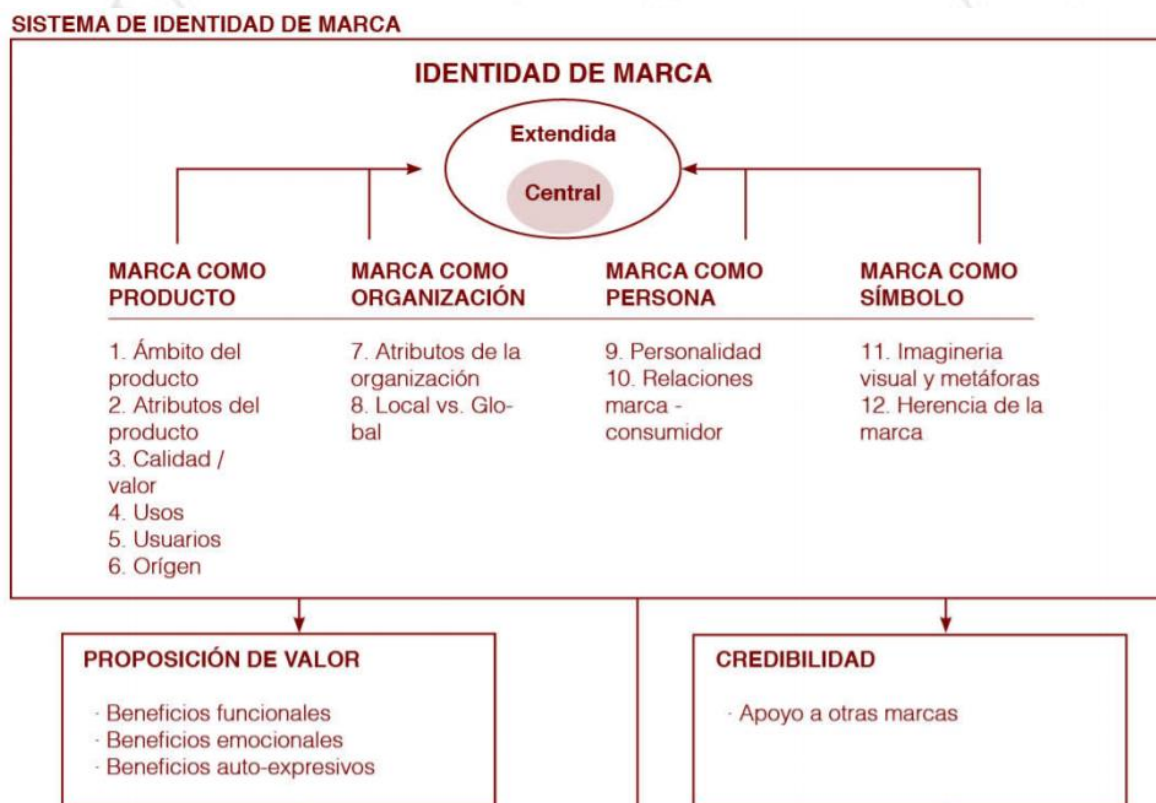 SISTEMA DE IDENTIDAD DE MARCA
IDENTIDAD DE MARCA
Extendida
Central
MARCA COMO
PRODUCTO
1. Ámbito del
producto
2. Atributos del
producto
3. Calidad /
valor
4. Usos
5. Usuarios
6. Orígen
MARCA COMO
ORGANIZACIÓN
7. Atributos de la
organización
8. Local vs. Glo-
bal
MARCA COMO
PERSONA
9. Personalidad
10. Relaciones
marca -
consumidor
MARCA COMO
SÍMBOLO
11. Imagineria
visual y metáforas
12. Herencia de la
marca
PROPOSICIÓN DE VALOR
· Beneficios funcionales
· Beneficios emocionales
· Beneficios auto-expresivos
CREDIBILIDAD
· Apoyo a otras marcas